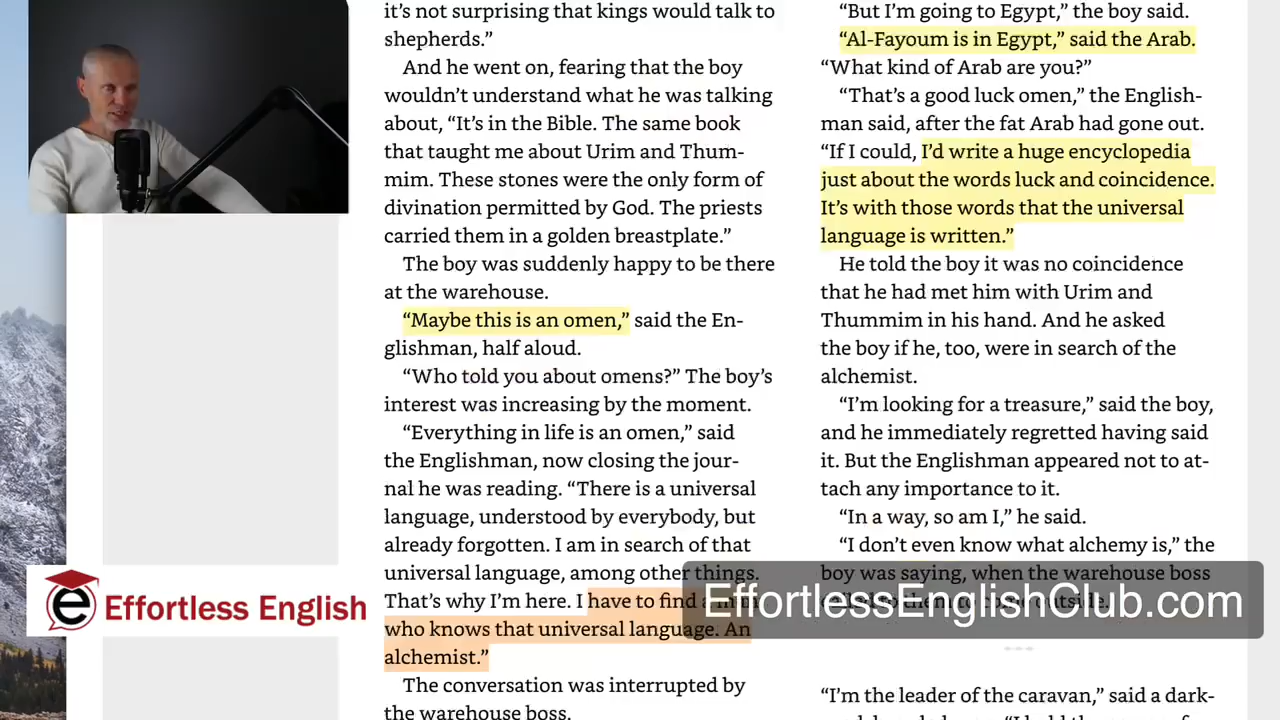 it’s not surprising that kings would talk to
shepherds.”
And he went on, fearing that the boy
wouldn’t understand what he was talking
about, “It’s in the Bible. The same book
that taught me about Urim and Thum-
mim. These stones were the only form of
divination permitted by God. The priests
carried them in a golden breastplate.”
The boy was suddenly happy to be there
at the warehouse.
“Maybe this is an omen,” said the En-
glishman, half aloud.
“Who told you about omens?” The boy’s
interest was increasing by the moment.
“Everything in life is an omen,” said
the Englishman, now closing the jour-
nal he was reading. “There is a universal
language, understood by everybody, but
already forgotten. I am in search of that
universal language, among other things.
That’s why I’m here. I have to find a man
who knows that universal language. An
alchemist.”
The conversation was interrupted by
the warehouse boss.
“But I’m going to Egypt,” the boy said.
“Al-Fayoum is in Egypt,” said the Arab.
“What kind of Arab are you?”
“That’s a good luck omen,” the English-
man said, after the fat Arab had gone out.
“If I could, I’d write a huge encyclopedia
just about the words luck and coincidence.
It’s with those words that the universal
language is written.”
He told the boy it was no coincidence
that he had met him with Urim and
Thummim in his hand. And he asked
the boy if he, too, were in search of the
alchemist.
“I’m looking for a treasure,” said the boy,
and he immediately regretted having said
it. But the Englishman appeared not to at-
tach any importance to it.
“In a way, so am I,” he said.
“I don’t even know what alchemy is,” the
boy was saying, when the warehouse boss
to them to come outside.
“I’m the leader of the caravan,” said a dark-
e Effortless English
EffortlessEnglishClub.com